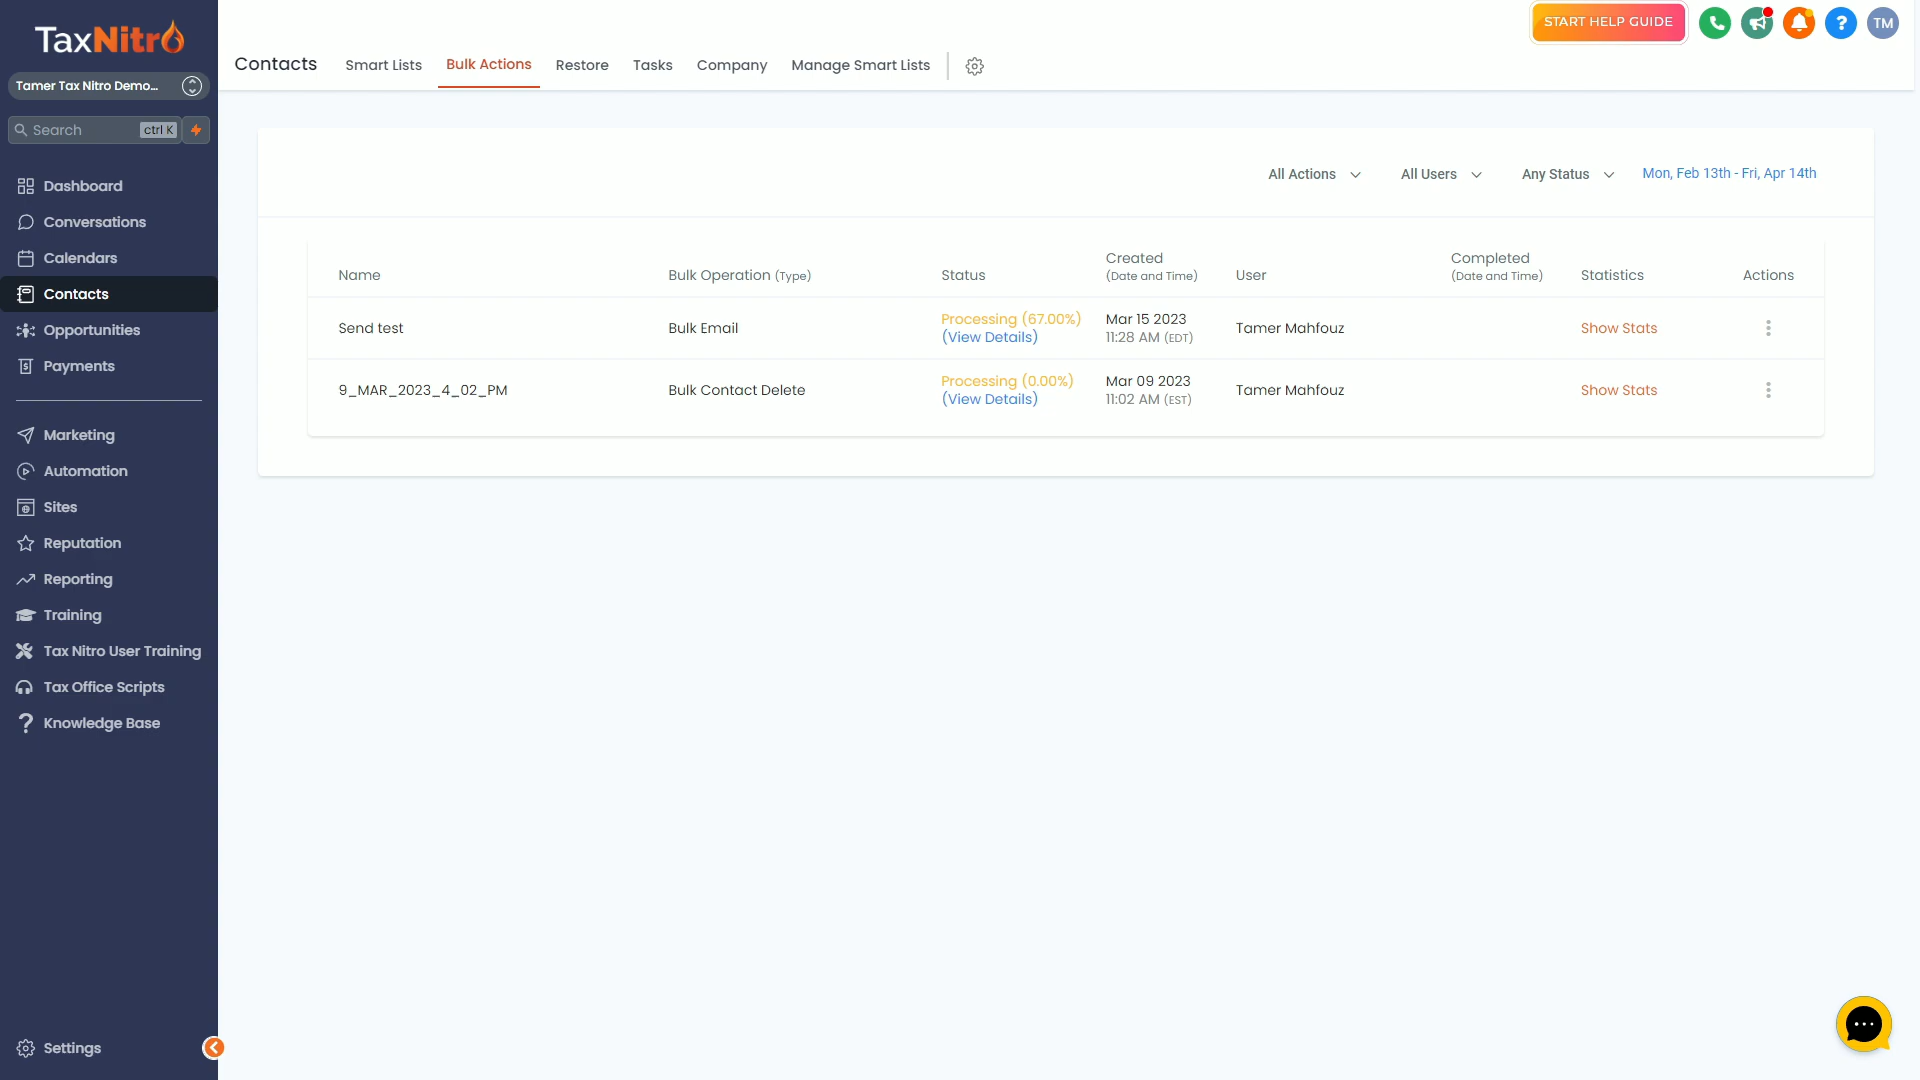 TaxNitro
Tamer Tax Nitro Demo...
Search
ctrl K
Dashboard
Conversations
Calendars
Contacts
Opportunities
Payments
Marketing
Automation
Sites
Reputation
Reporting
Training
Tax Nitro User Training
Tax Office Scripts
Knowledge Base
Settings
START HELP GUIDE
?
TM
Contacts
Smart Lists
Bulk Actions
Restore
Tasks
Company
Manage Smart Lists
All Actions
All Users
Any Status
Mon, Feb 13th - Fri, Apr 14th
Name
Bulk Operation (Type)
Status
Created
(Date and Time)
User
Completed
(Date and Time)
Statistics
Actions
Send test
Bulk Email
Processing (67.00%)
(View Details)
Mar 15 2023
11:28 AM (EDT)
Tamer Mahfouz
Show Stats
9_MAR_2023_4_02_PM
Bulk Contact Delete
Processing (0.00%)
(View Details)
Mar 09 2023
11:02 AM (EST)
Tamer Mahfouz
Show Stats